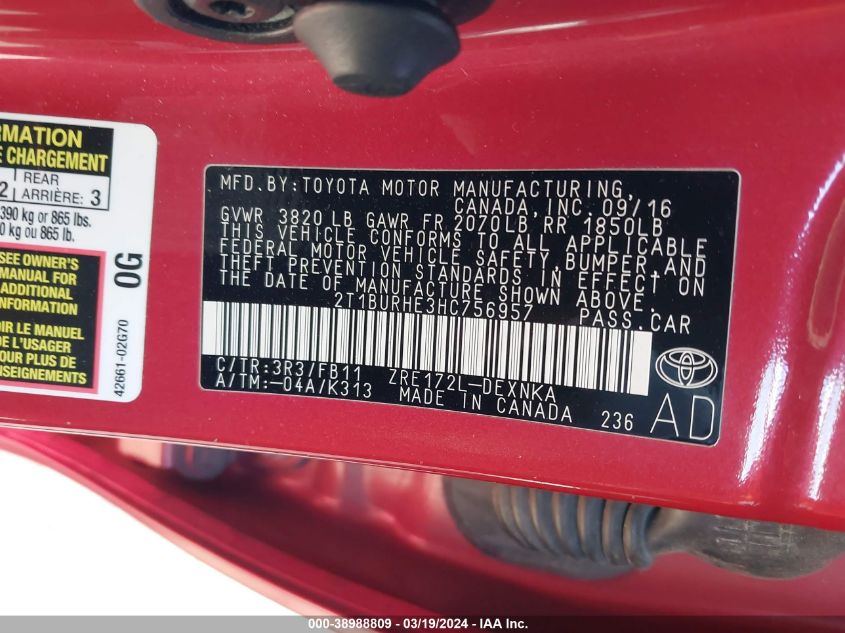 RMATION
E CHARGEMENT
2 REAR 3
ARRIÈRE:
390 kg or 865 lbs.
0 kg ou 865 lb.
SEE OWNER'S
MANUAL FOR
ADDITIONAL
INFORMATION
OIR LE MANUEL
DE L'USAGER
OUR PLUS DE
ENSEIGNEMENTS
0G
42661-02G70
MFD.BY:TOYOTA MOTOR MANUFACTURING,
CANADA, INC. 09/16
GVWR 3820 LB GAWR FR 2070LB RR 1850LB
THIS VEHICLE CONFORMS TO ALL APPLICABLE
FEDERAL MOTOR VEHICLE SAFETY, BUMPER, AND
THEFT PREVENTION STANDARDS IN EFFECT ON
THE DATE OF MANUFACTURE SHOWN ABOVE.
2T1BURHE3HC756957 PASS.CAR
C/TR:3R3/FB11 ZRE172L-DEXNKA
A/TM:-04A/K313 MADE IN CANADA 236
AD
000-38988809 - 03/19/2024 - IAA Inc.